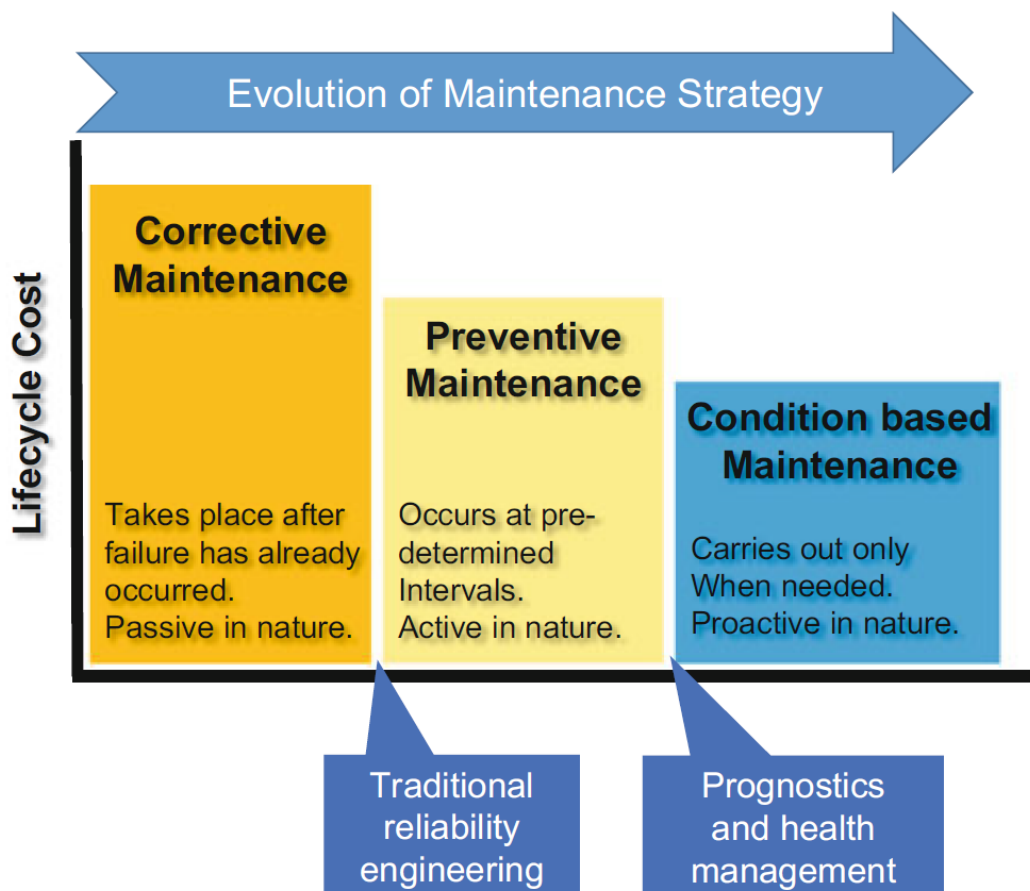 Evolution of Maintenance Strategy
Lifecycle Cost
Corrective
Maintenance
Takes place after
failure has already
occurred.
Passive in nature.
Preventive
Maintenance
Occurs at pre-
determined
Intervals.
Active in nature.
Condition based
Maintenance
Carries out only
When needed.
Proactive in nature.
Traditional
reliability
engineering
Prognostics
and health
management